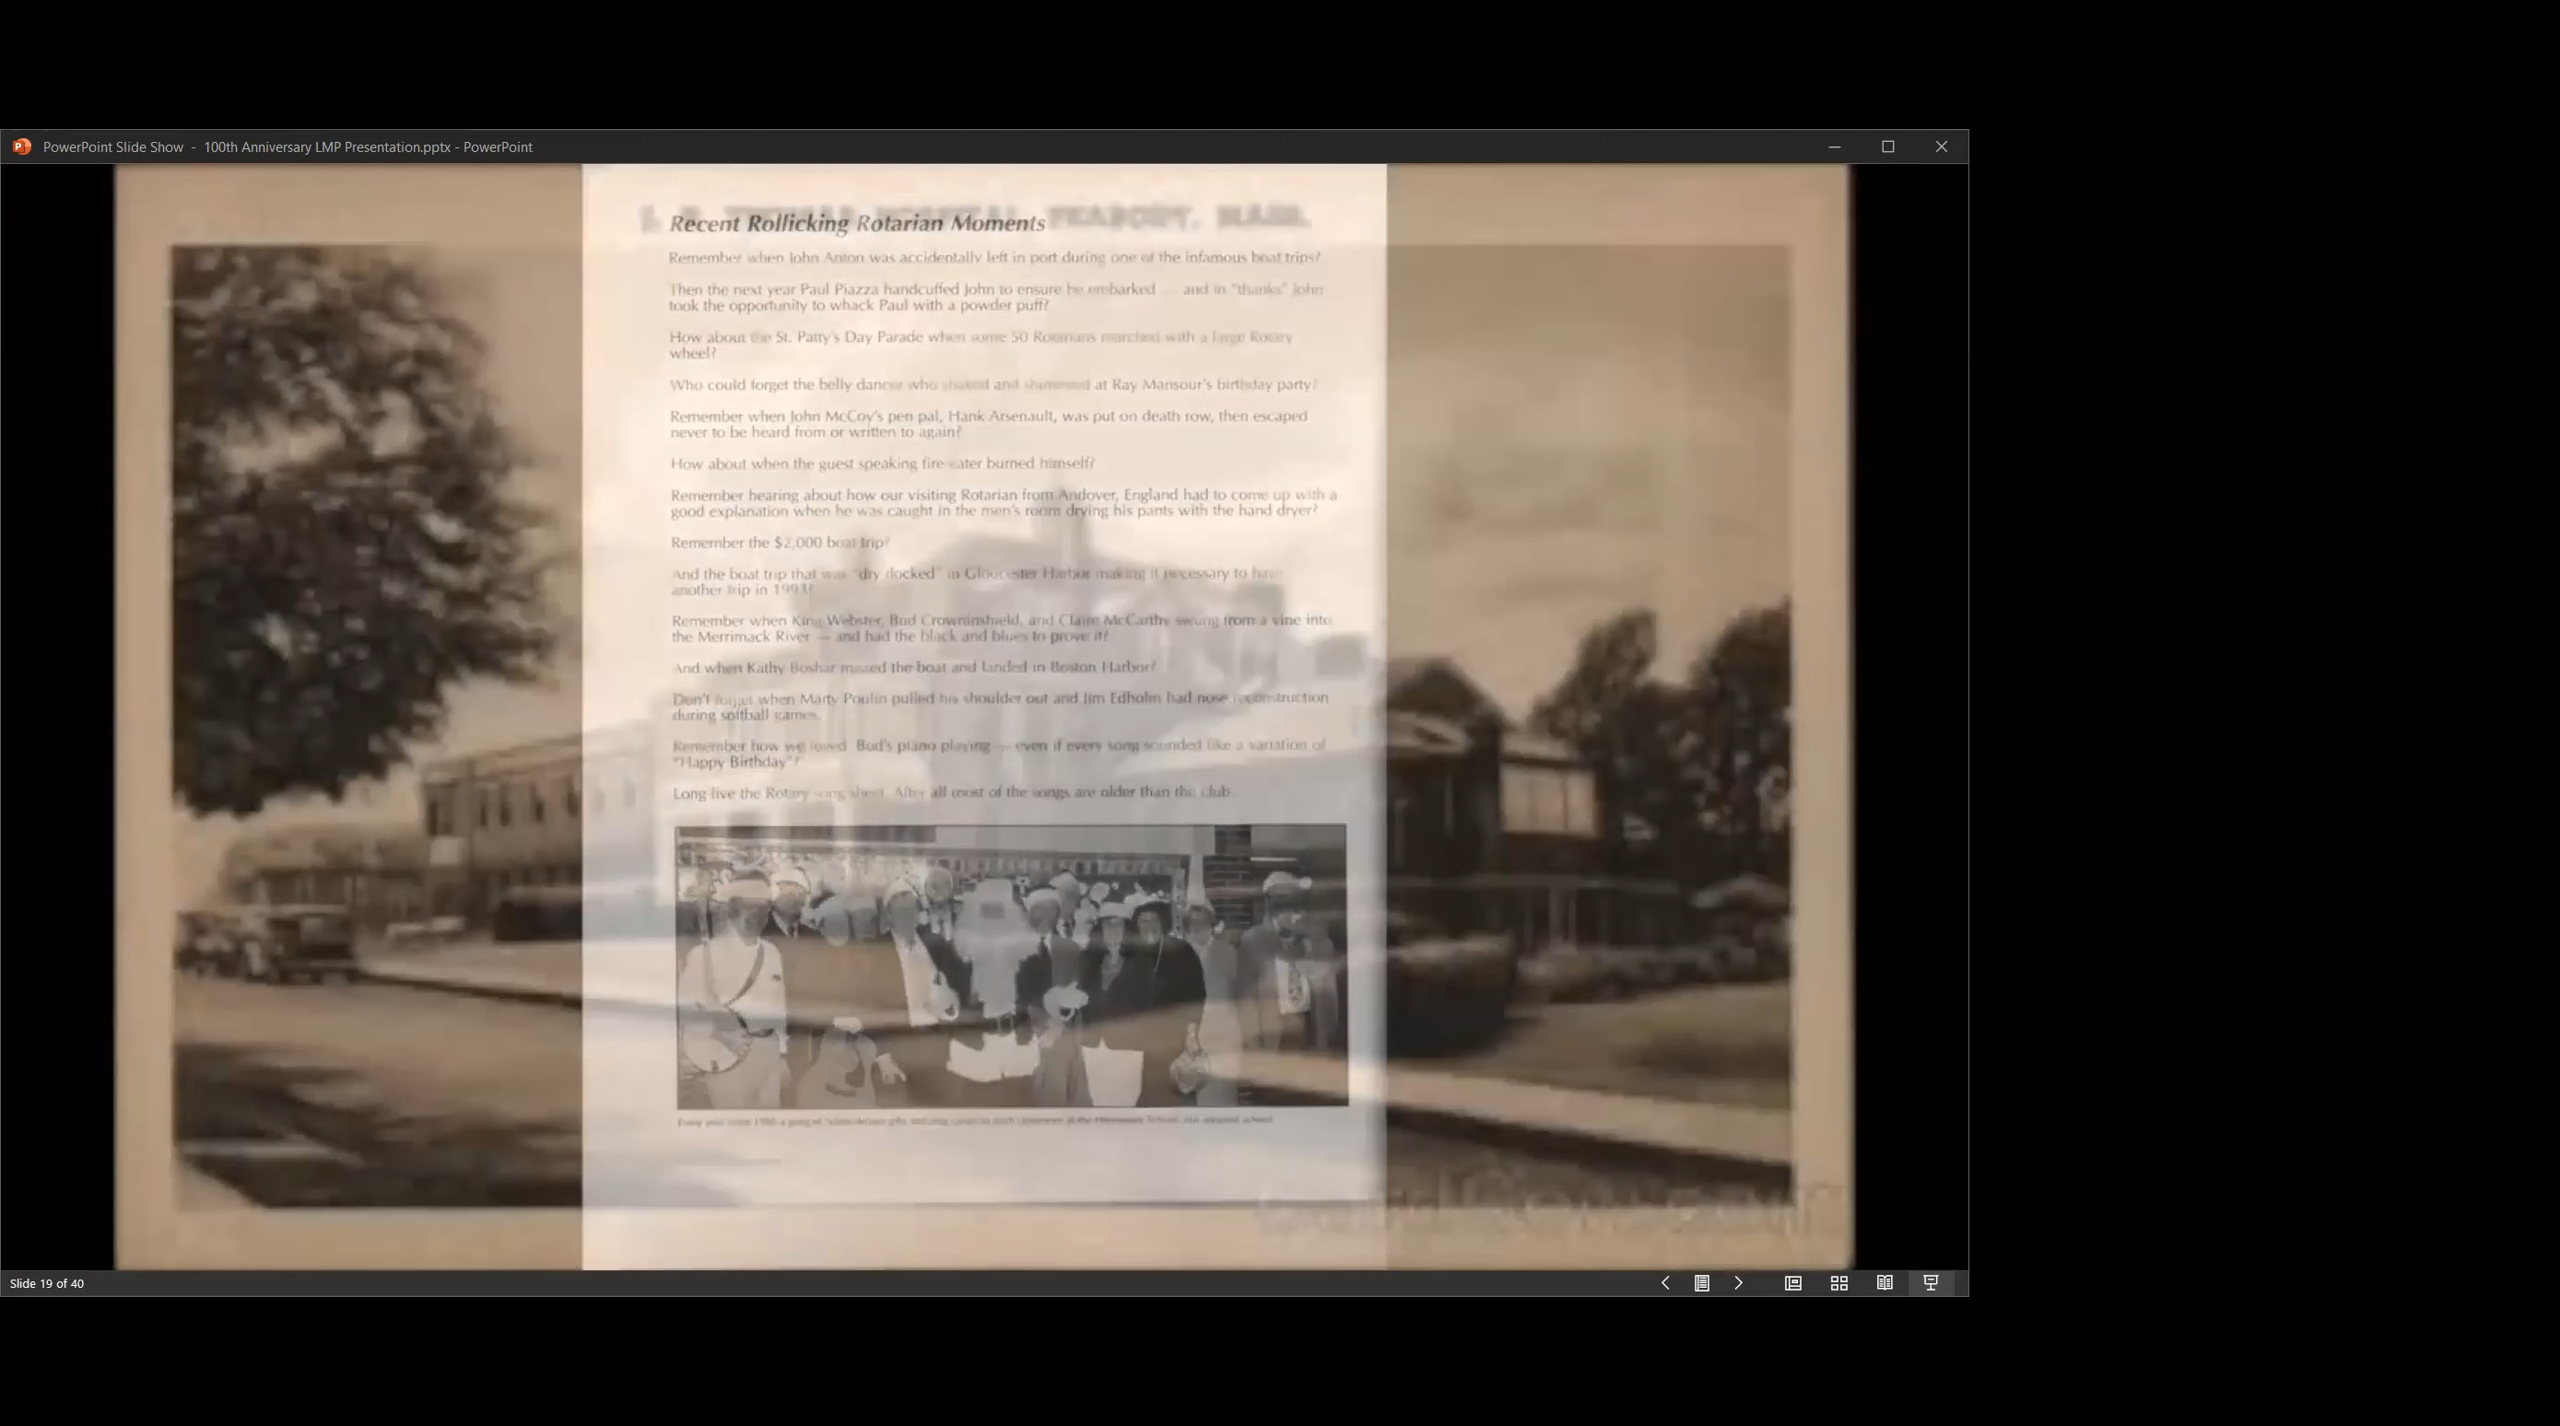 PowerPoint Slide Show - 100th Anniversary LMP Presentation.pptx - PowerPoint
HOSPITAL, PEABODY, MASS.
Recent Rollicking Rotarian Moments
Remember when John Anton was accidentally left in port during one of the infamous boat trips?
Then the next year Paul Piazza handcuffed John to ensure he embarked . . . and in "thanks" John
took the opportunity to whack Paul with a powder puff?
How about the St. Patty's Day Parade when some 50 Rotarians marched with a large Rotary
wheel?
Who could forget the belly dancer who shaked and shimmied at Ray Mansour's birthday party?
Remember when John McCoy's pen pal, Hank Arsenault, was put on death row, then escaped
never to be heard from or written to again?
How about when the guest speaking fire eater burned himself?
Remember hearing about how our visiting Rotarian from Andover, England had to come up with a
good explanation when he was caught in the men's room drying his pants with the hand dryer?
Remember the $2,000 boat trip?
And the boat trip that was "dry docked" in Gloucester Harbor making it necessary to have
another trip in 1993?
Remember when King Webster, Bud Crowninshield, and Claire McCarthy swung from a vine into
the Merrimack River — and had the black and blues to prove it!
And when Kathy Boshar missed the boat and landed in Boston Harbor?
Don't forget when Marty Poulin pulled his shoulder out and Jim Edholm had nose reconstruction
during softball games.
Remember how we loved Bud's piano playing — even if every song sounded like a variation of
"Happy Birthday"?
Long live the Rotary song sheet. After all most of the songs are older than the club.
Slide 19 of 40